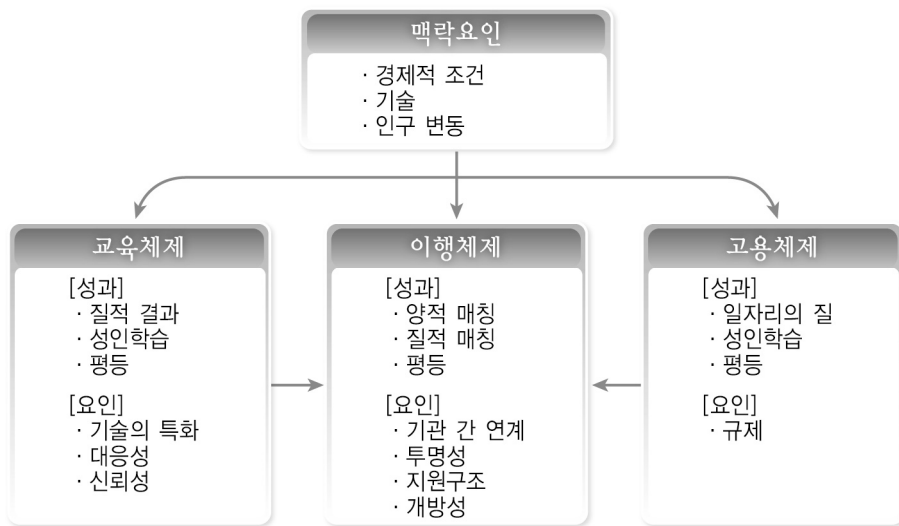 맥락요인
· 경제적 조건
· 기술
· 인구 변동
교육체제
[성과]
· 질적 결과
· 성인학습
· 평등
[요인]
· 기술의 특화
· 대응성
· 신뢰성
이행체제
[성과]
· 양적 매칭
· 질적 매칭
· 평등
[요인]
· 기관 간 연계
· 투명성
· 지원구조
· 개방성
고용체제
[성과]
· 일자리의 질
· 성인학습
· 평등
[요인]
· 규제